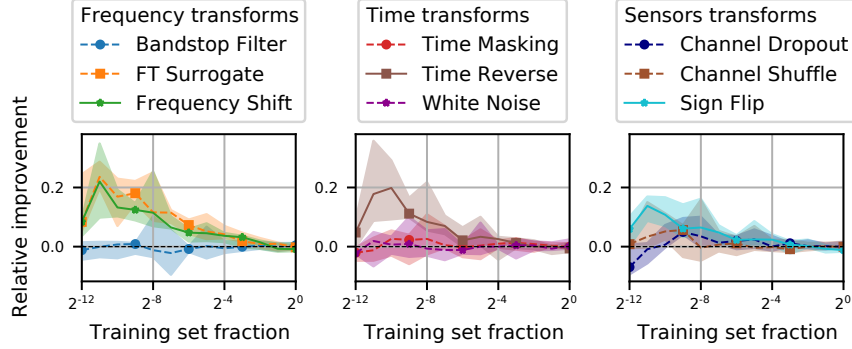 Frequency transforms
Bandstop Filter
FT Surrogate
Frequency Shift
Time transforms
Time Masking
Time Reverse
White Noise
Sensors transforms
Channel Dropout
Channel Shuffle
Sign Flip
Relative improvement
0.2
0.0
2^-12
2^-8
2^-4
2^0
Training set fraction
0.2
0.0
2^-12
2^-8
2^-4
2^0
Training set fraction
0.2
0.0
2^-12
2^-8
2^-4
2^0
Training set fraction